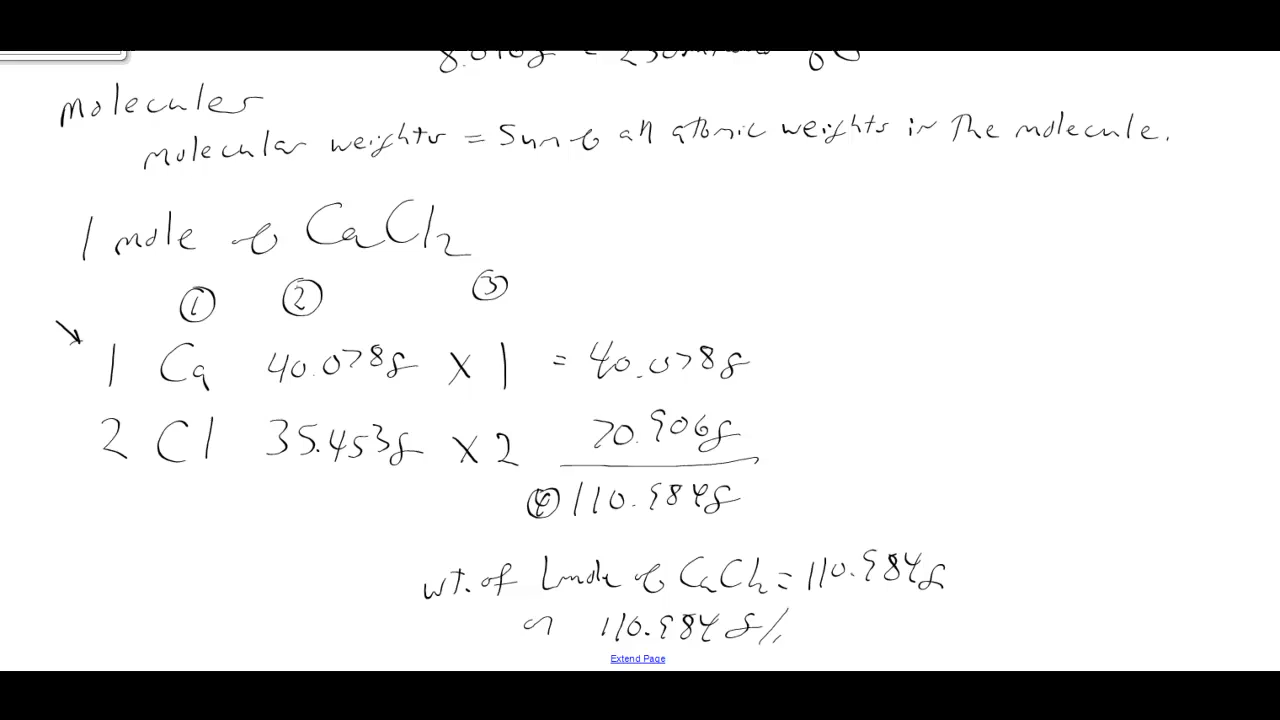 molecules
molecular weights = Sum of all atomic weights in the molecule.
1 mole of CaCl2
① ② ③
1 Ca 40.078g x 1 = 40.078g
2 Cl 35.453g x 2 70.906g
④ 110.984g
wt. of 1 mole of CaCl2 = 110.984g
or 110.984 g/
Extend Page